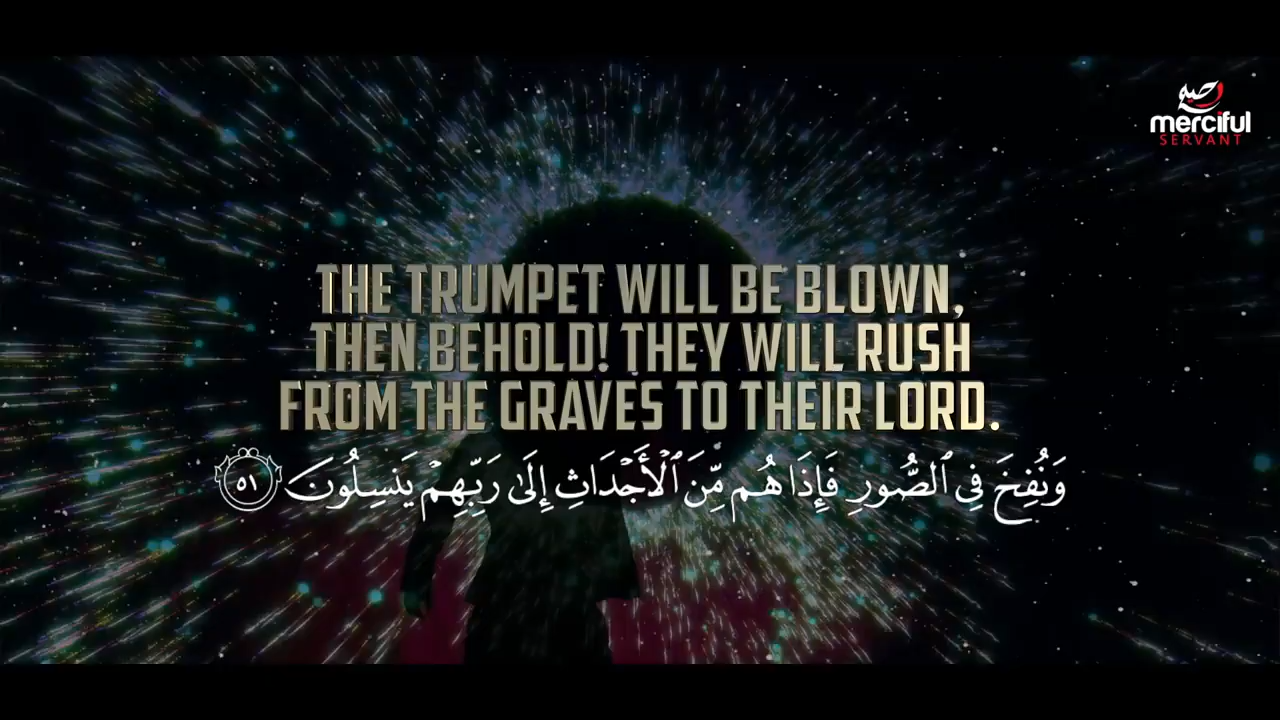 merciful
SERVANT
THE TRUMPET WILL BE BLOWN,
THEN BEHOLD! THEY WILL RUSH
FROM THE GRAVES TO THEIR LORD.
وَنُفِخَ فِي ٱلصُّورِ فَإِذَا هُم مِّنَ ٱلْأَجْدَاثِ إِلَىٰ رَبِّهِمْ يَنسِلُونَ ٥١